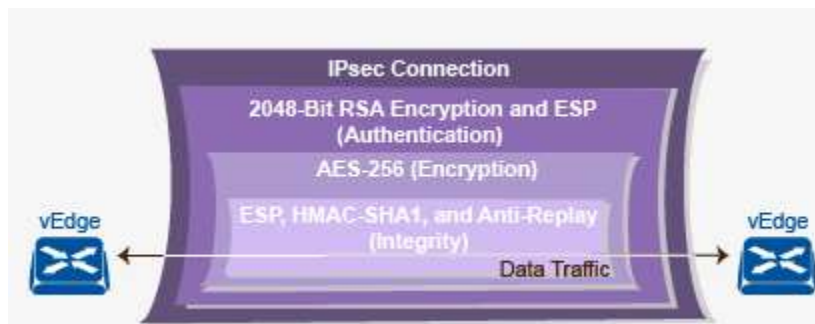 IPsec Connection
2048-Bit RSA Encryption and ESP
(Authentication)
AES-256 (Encryption)
ESP, HMAC-SHA1, and Anti-Replay
(Integrity)
vEdge
vEdge
Data Traffic